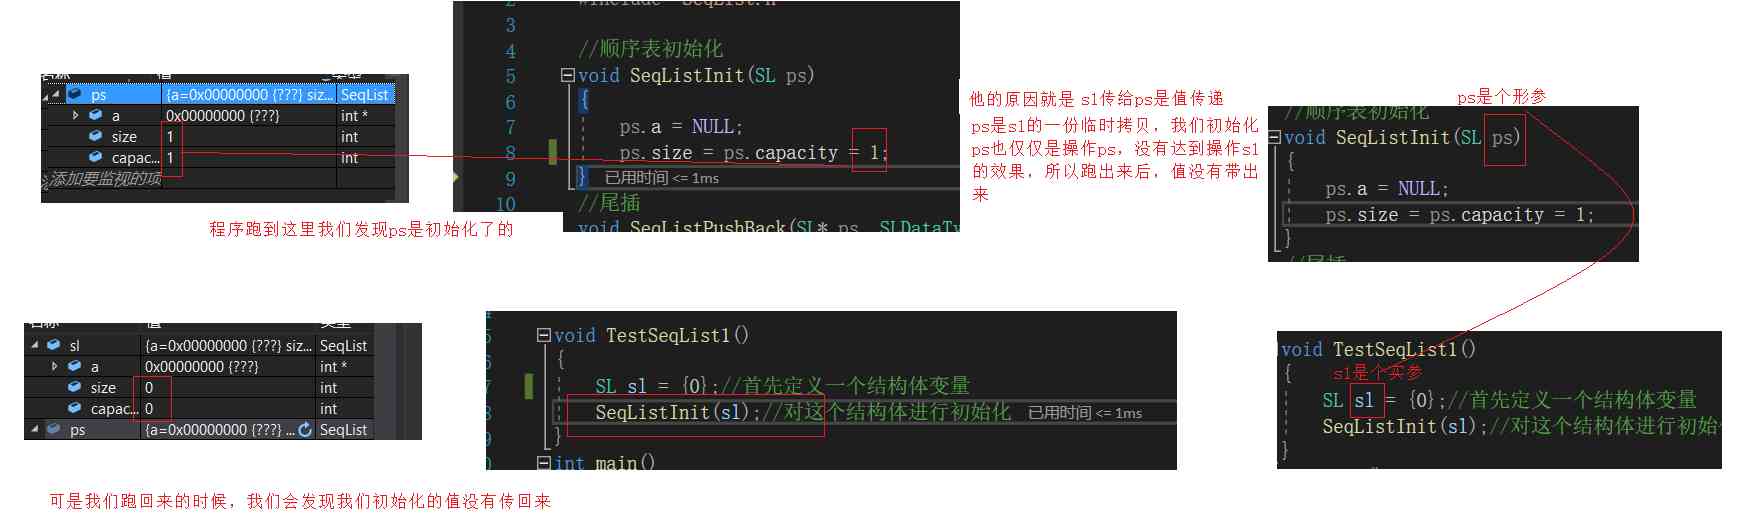 ps {a=0x00000000 {???} siz... SeqList
a 0x00000000 {???} int *
size 1 int
capac... 1 int
添加要监视的项
程序跑到这里我们发现ps是初始化了的
3
4 //顺序表初始化
5 void SeqListInit(SL ps)
6 {
7 ps.a = NULL;
8 ps.size = ps.capacity = 1;
9 } 已用时间 <= 1ms
10 //尾插
void SeqListPushBack(SL* ps, SLDataTy
他的原因就是 sl传给ps是值传递
ps是sl的一份临时拷贝，我们初始化
ps也仅仅是操作ps，没有达到操作sl
的效果，所以跑出来后，值没有带出
来
ps是个形参
//顺序表初始化
void SeqListInit(SL ps)
{
ps.a = NULL;
ps.size = ps.capacity = 1;
}
//尾插
名称 值 类型
sl {a=0x00000000 {???} siz... SeqList
a 0x00000000 {???} int *
size 0 int
capac... 0 int
ps {a=0x00000000 {???} ... SeqList
可是我们跑回来的时候，我们会发现我们初始化的值没有传回来
void TestSeqList1()
{
SL sl = {0};//首先定义一个结构体变量
SeqListInit(sl);//对这个结构体进行初始化 已用时间 <= 1ms
}
int main()
void TestSeqList1()
{ sl是个实参
SL sl = {0};//首先定义一个结构体变量
SeqListInit(sl);//对这个结构体进行初始
}